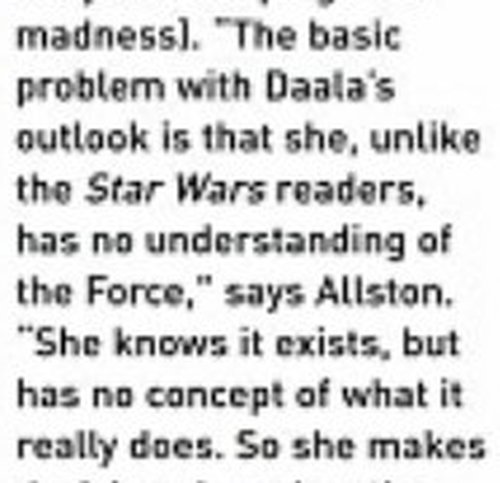 madness]. "The basic
problem with Daala's
outlook is that she, unlike
the Star Wars readers,
has no understanding of
the Force," says Allston.
"She knows it exists, but
has no concept of what it
really does. So she makes